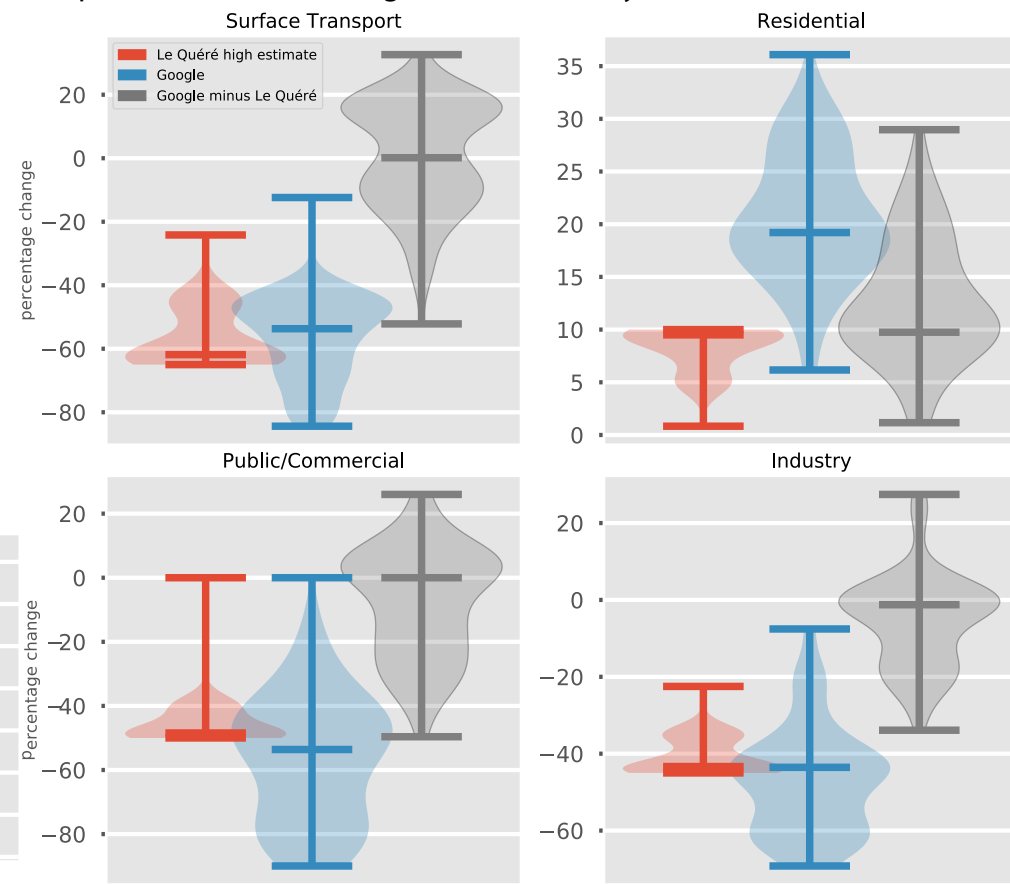 Surface Transport
Residential
Le Quéré high estimate
Google
Google minus Le Quéré
percentage change
20
0
−20
−40
−60
−80
35
30
25
20
15
10
5
0
Public/Commercial
Industry
percentage change
20
0
−20
−40
−60
−80
20
0
−20
−40
−60